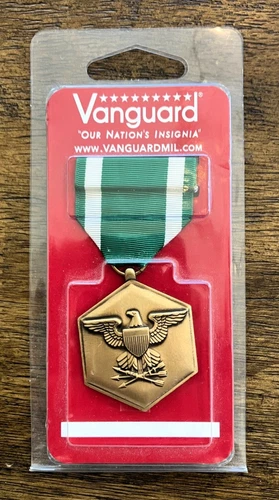 Vanguard®
"OUR NATION'S INSIGNIA"
WWW.VANGUARDMIL.COM